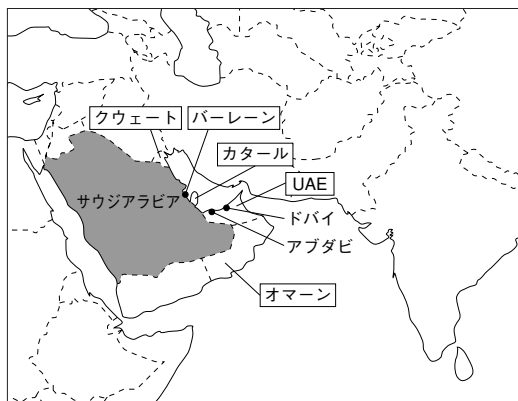 クウェート
バーレーン
カタール
UAE
サウジアラビア
ドバイ
アブダビ
オマーン